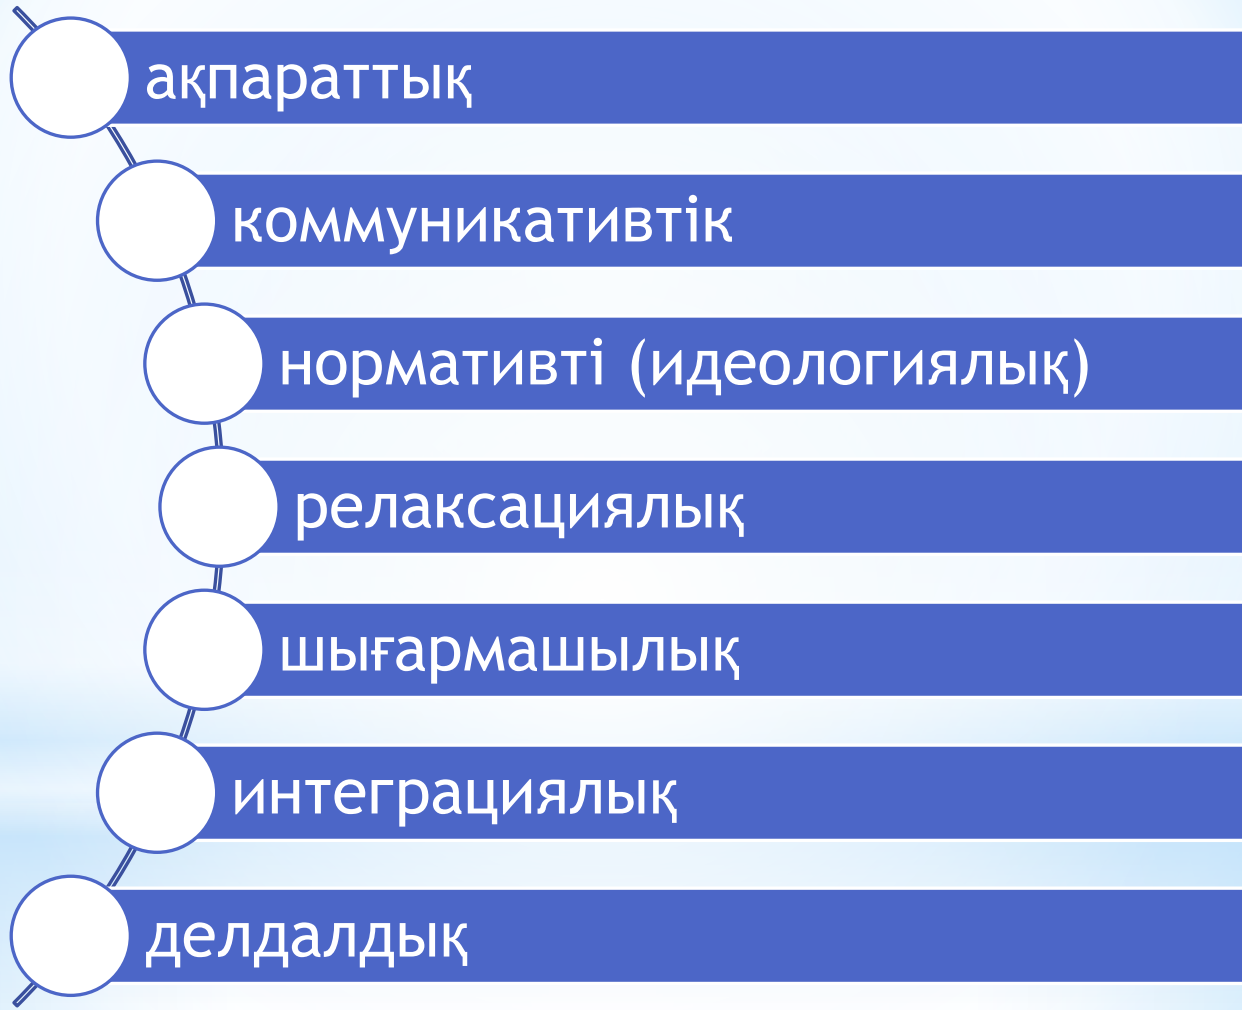 ақпараттық
коммуникативтік
нормативті (идеологиялық)
релаксациялық
шығармашылық
интеграциялық
делдалдық